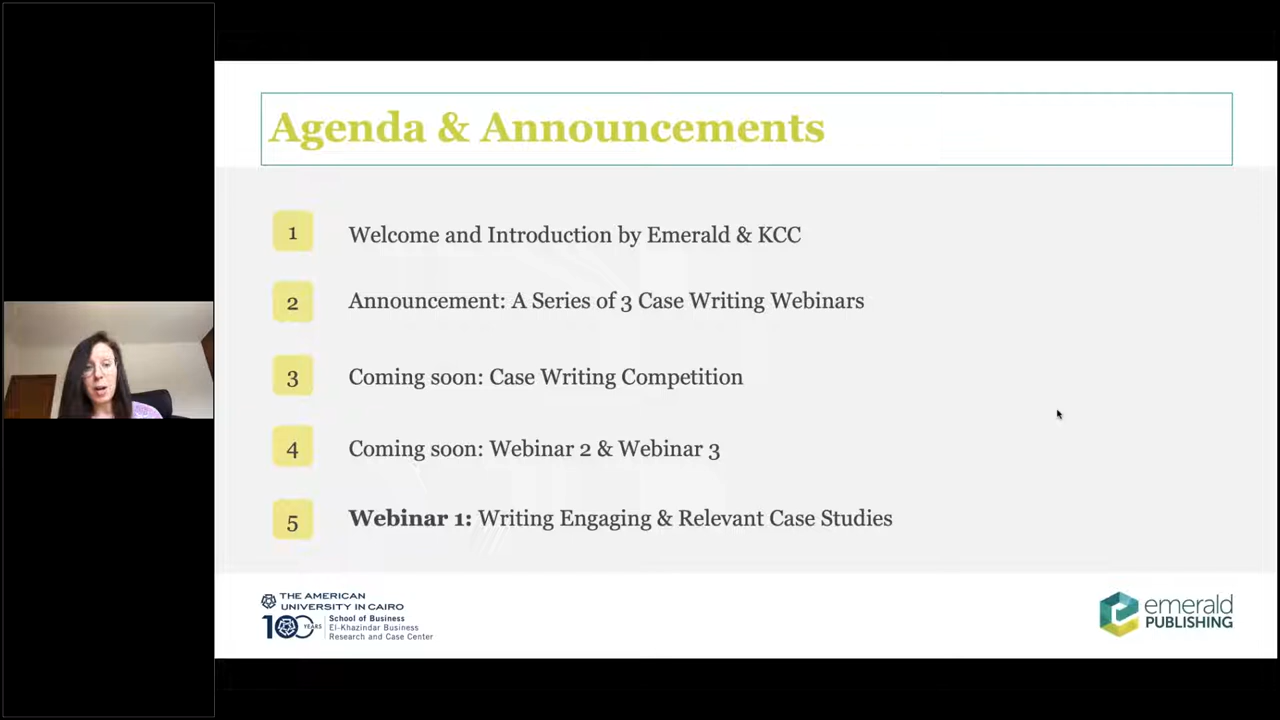 Agenda & Announcements
1
Welcome and Introduction by Emerald & KCC
2
Announcement: A Series of 3 Case Writing Webinars
3
Coming soon: Case Writing Competition
4
Coming soon: Webinar 2 & Webinar 3
5
Webinar 1: Writing Engaging & Relevant Case Studies
THE AMERICAN
UNIVERSITY IN CAIRO
100 YEARS
School of Business
El-Khazindar Business
Research and Case Center
emerald
PUBLISHING